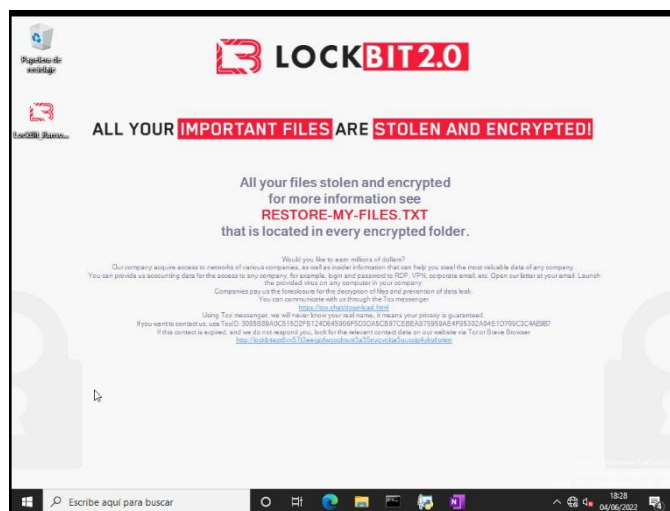 Papelera de
reciclaje
LOCKBIT 2.0
ALL YOUR IMPORTANT FILES ARE STOLEN AND ENCRYPTED!
All your files stolen and encrypted
for more information see
RESTORE-MY-FILES.TXT
that is located in every encrypted folder.
Would you like to earn millions of dollars?
Our company acquire access to networks of various companies, as well as insider information that can help you steal the most valuable data of any company.
You can provide us accounting data for the access to any company, for example, login and password to RDP, VPN, corporate email, etc. Open our letter at your email. Launch
the provided virus on any computer in your company.
Companies pay us the foreclosure for the decryption of files and prevention of data leak.
You can communicate with us through the Tox messenger
https://tox.chat/download.html
Using Tox messenger, we will never know your real name, it means your privacy is guaranteed.
If you want to contact us, use ToxID:
If this contact is expired, and we do not respond you, look for the relevant contact data on our website via Tor or Brave Browser
Escribe aquí para buscar
18:28
04/06/2022